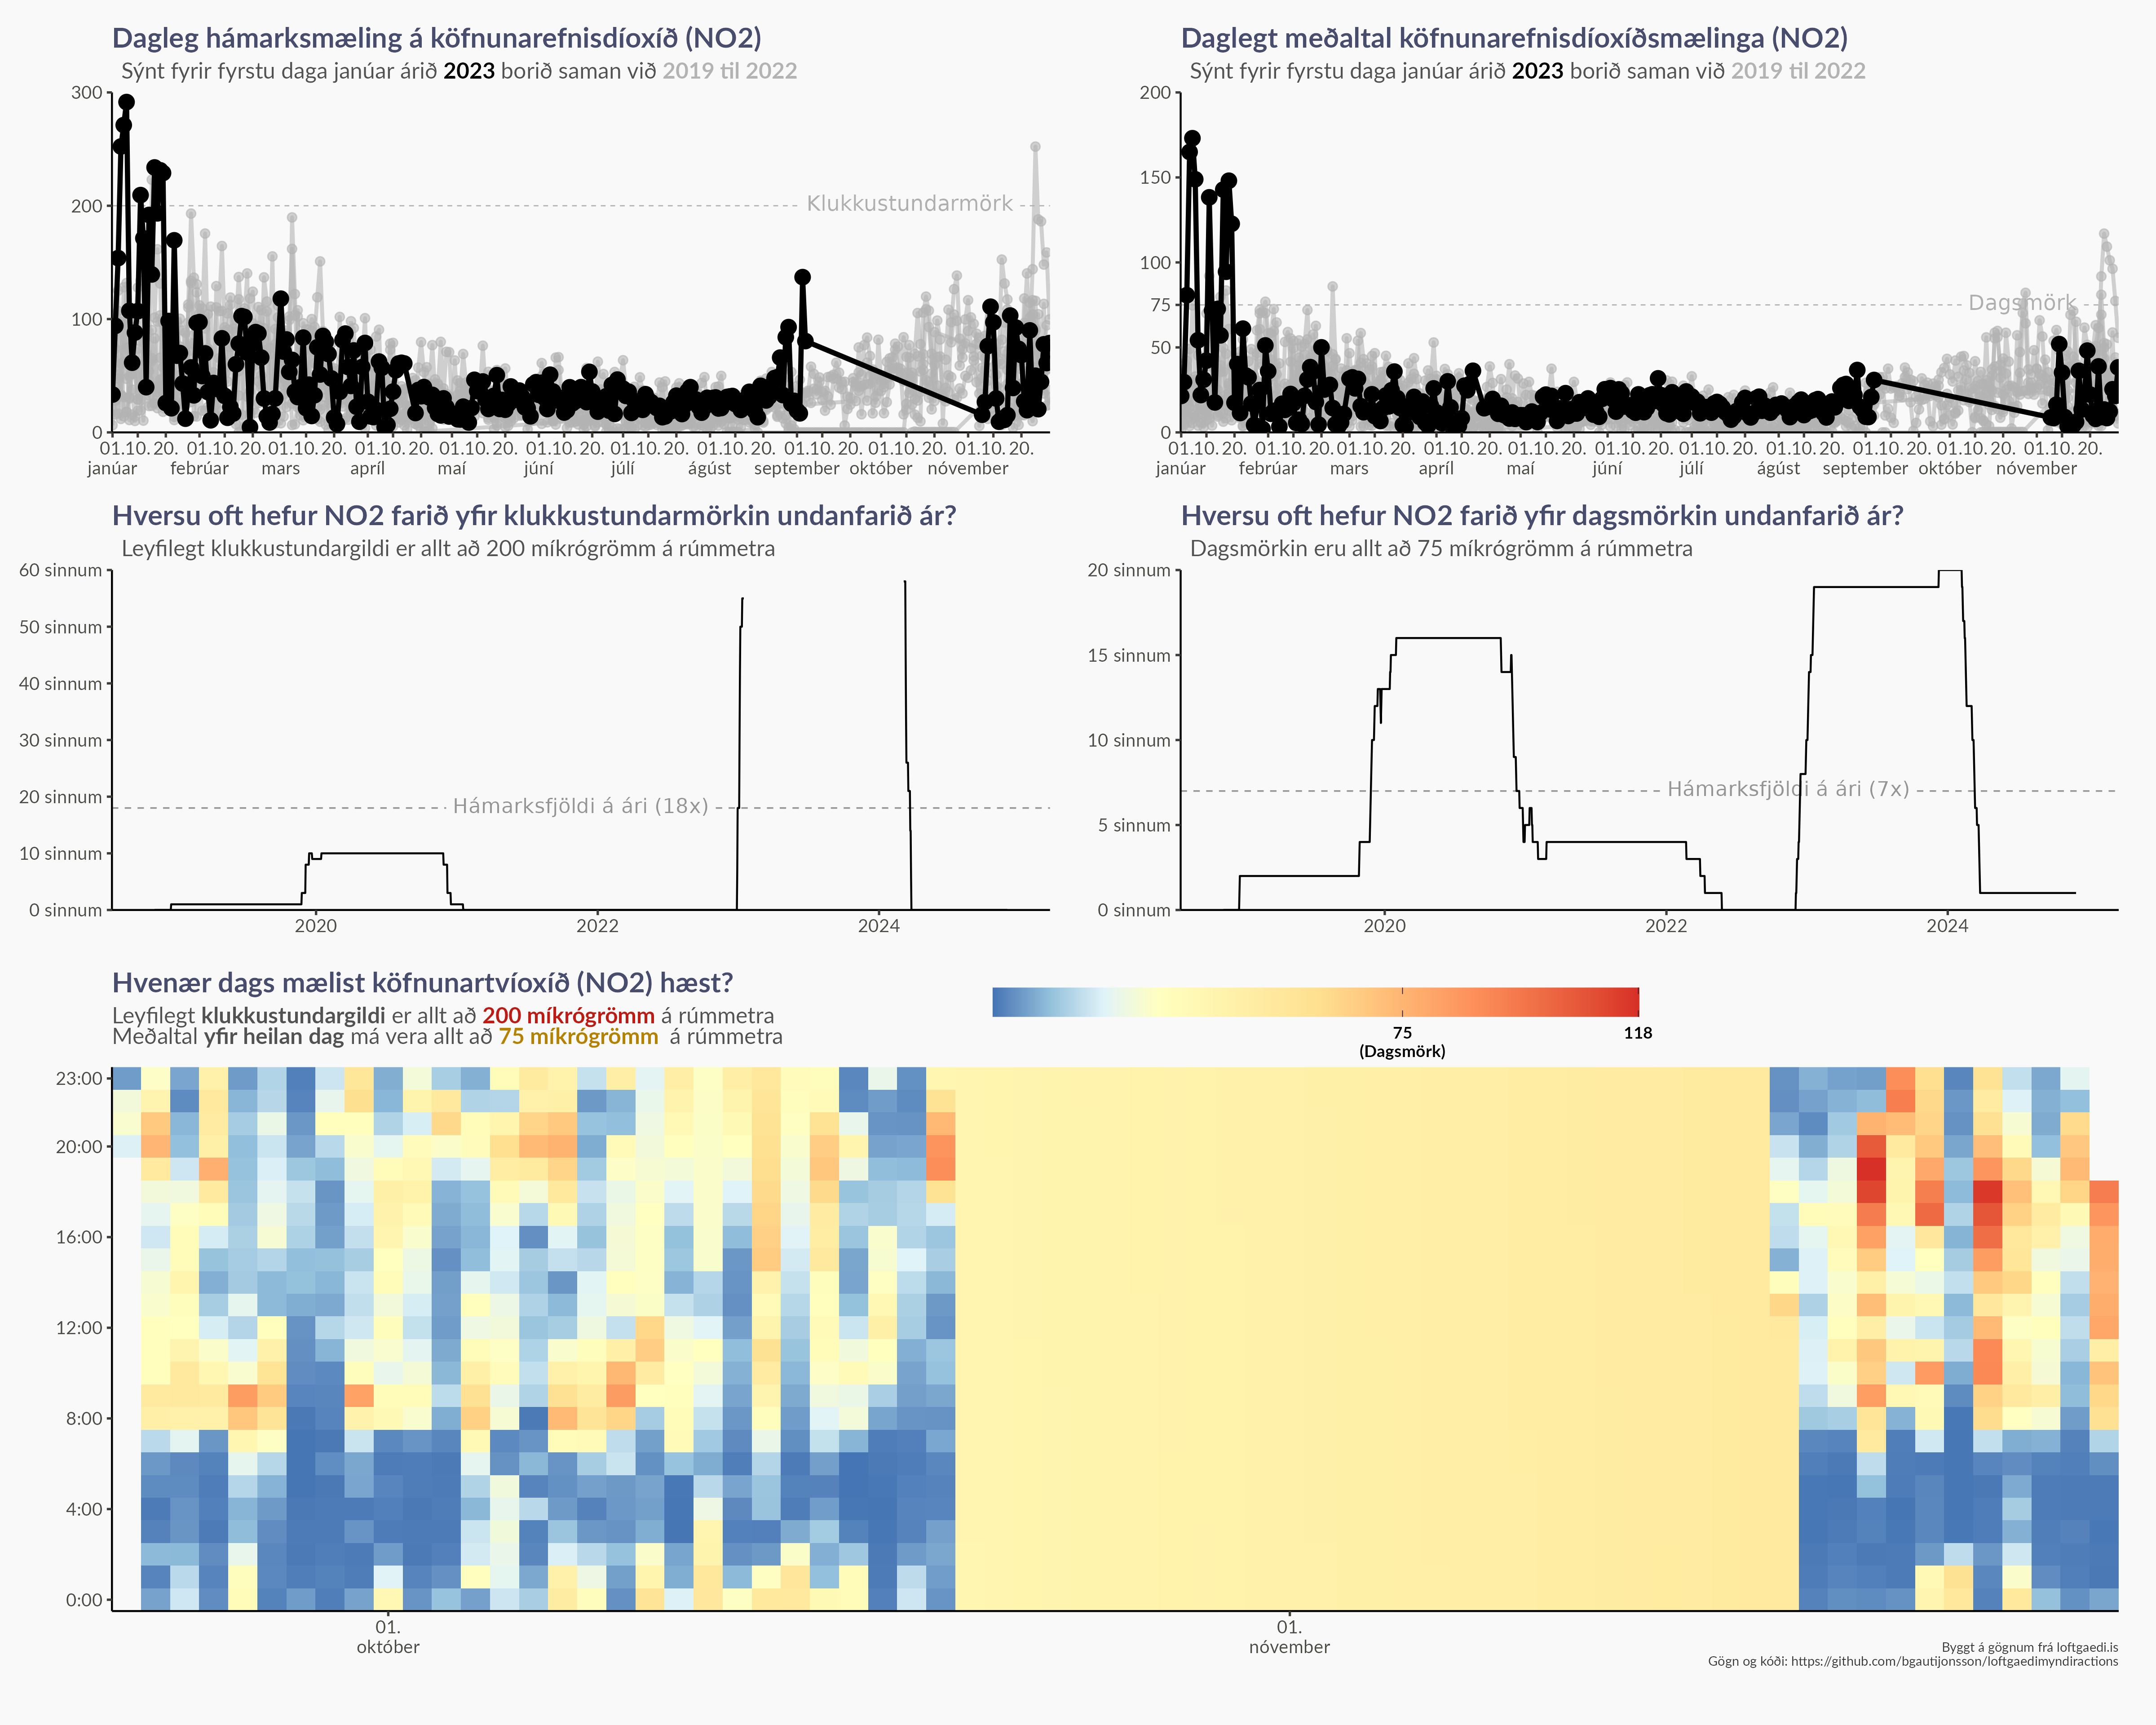 Dagleg hámarksmæling á köfnunarefnisdíoxíð (NO2)
Sýnt fyrir fyrstu daga janúar árið 2023 borið saman við 2019 til 2022
300
200
100
0
Klukkustundarmörk
01. 10. 20. 01. 10. 20. 01. 10. 20. 01. 10. 20. 01. 10. 20. 01. 10. 20. 01. 10. 20. 01. 10. 20. 01. 10. 20. 01. 10. 20. 01. 10. 20.
janúar febrúar mars apríl maí júní júlí ágúst september október nóvember
Daglegt meðaltal köfnunarefnisdíoxíðsmælinga (NO2)
Sýnt fyrir fyrstu daga janúar árið 2023 borið saman við 2019 til 2022
200
150
100
75
50
0
Dagsmörk
01. 10. 20. 01. 10. 20. 01. 10. 20. 01. 10. 20. 01. 10. 20. 01. 10. 20. 01. 10. 20. 01. 10. 20. 01. 10. 20. 01. 10. 20. 01. 10. 20.
janúar febrúar mars apríl maí júní júlí ágúst september október nóvember
Hversu oft hefur NO2 farið yfir klukkustundarmörkin undanfarið ár?
Leyfilegt klukkustundargildi er allt að 200 míkrógrömm á rúmmetra
60 sinnum
50 sinnum
40 sinnum
30 sinnum
20 sinnum
10 sinnum
0 sinnum
Hámarksfjöldi á ári (18x)
2020 2022 2024
Hversu oft hefur NO2 farið yfir dagsmörkin undanfarið ár?
Dagsmörkin eru allt að 75 míkrógrömm á rúmmetra
20 sinnum
15 sinnum
10 sinnum
5 sinnum
0 sinnum
Hámarksfjöldi á ári (7x)
2020 2022 2024
Hvenær dags mælist köfnunartvíoxíð (NO2) hæst?
Leyfilegt klukkustundargildi er allt að 200 míkrógrömm á rúmmetra
Meðaltal yfir heilan dag má vera allt að 75 míkrógrömm á rúmmetra
75 118
(Dagsmörk)
23:00
20:00
16:00
12:00
8:00
4:00
0:00
01. 01.
október nóvember
Byggt á gögnum frá loftgaedi.is
Gögn og kóði: https://github.com/bgautijonsson/loftgaedimyndiractions